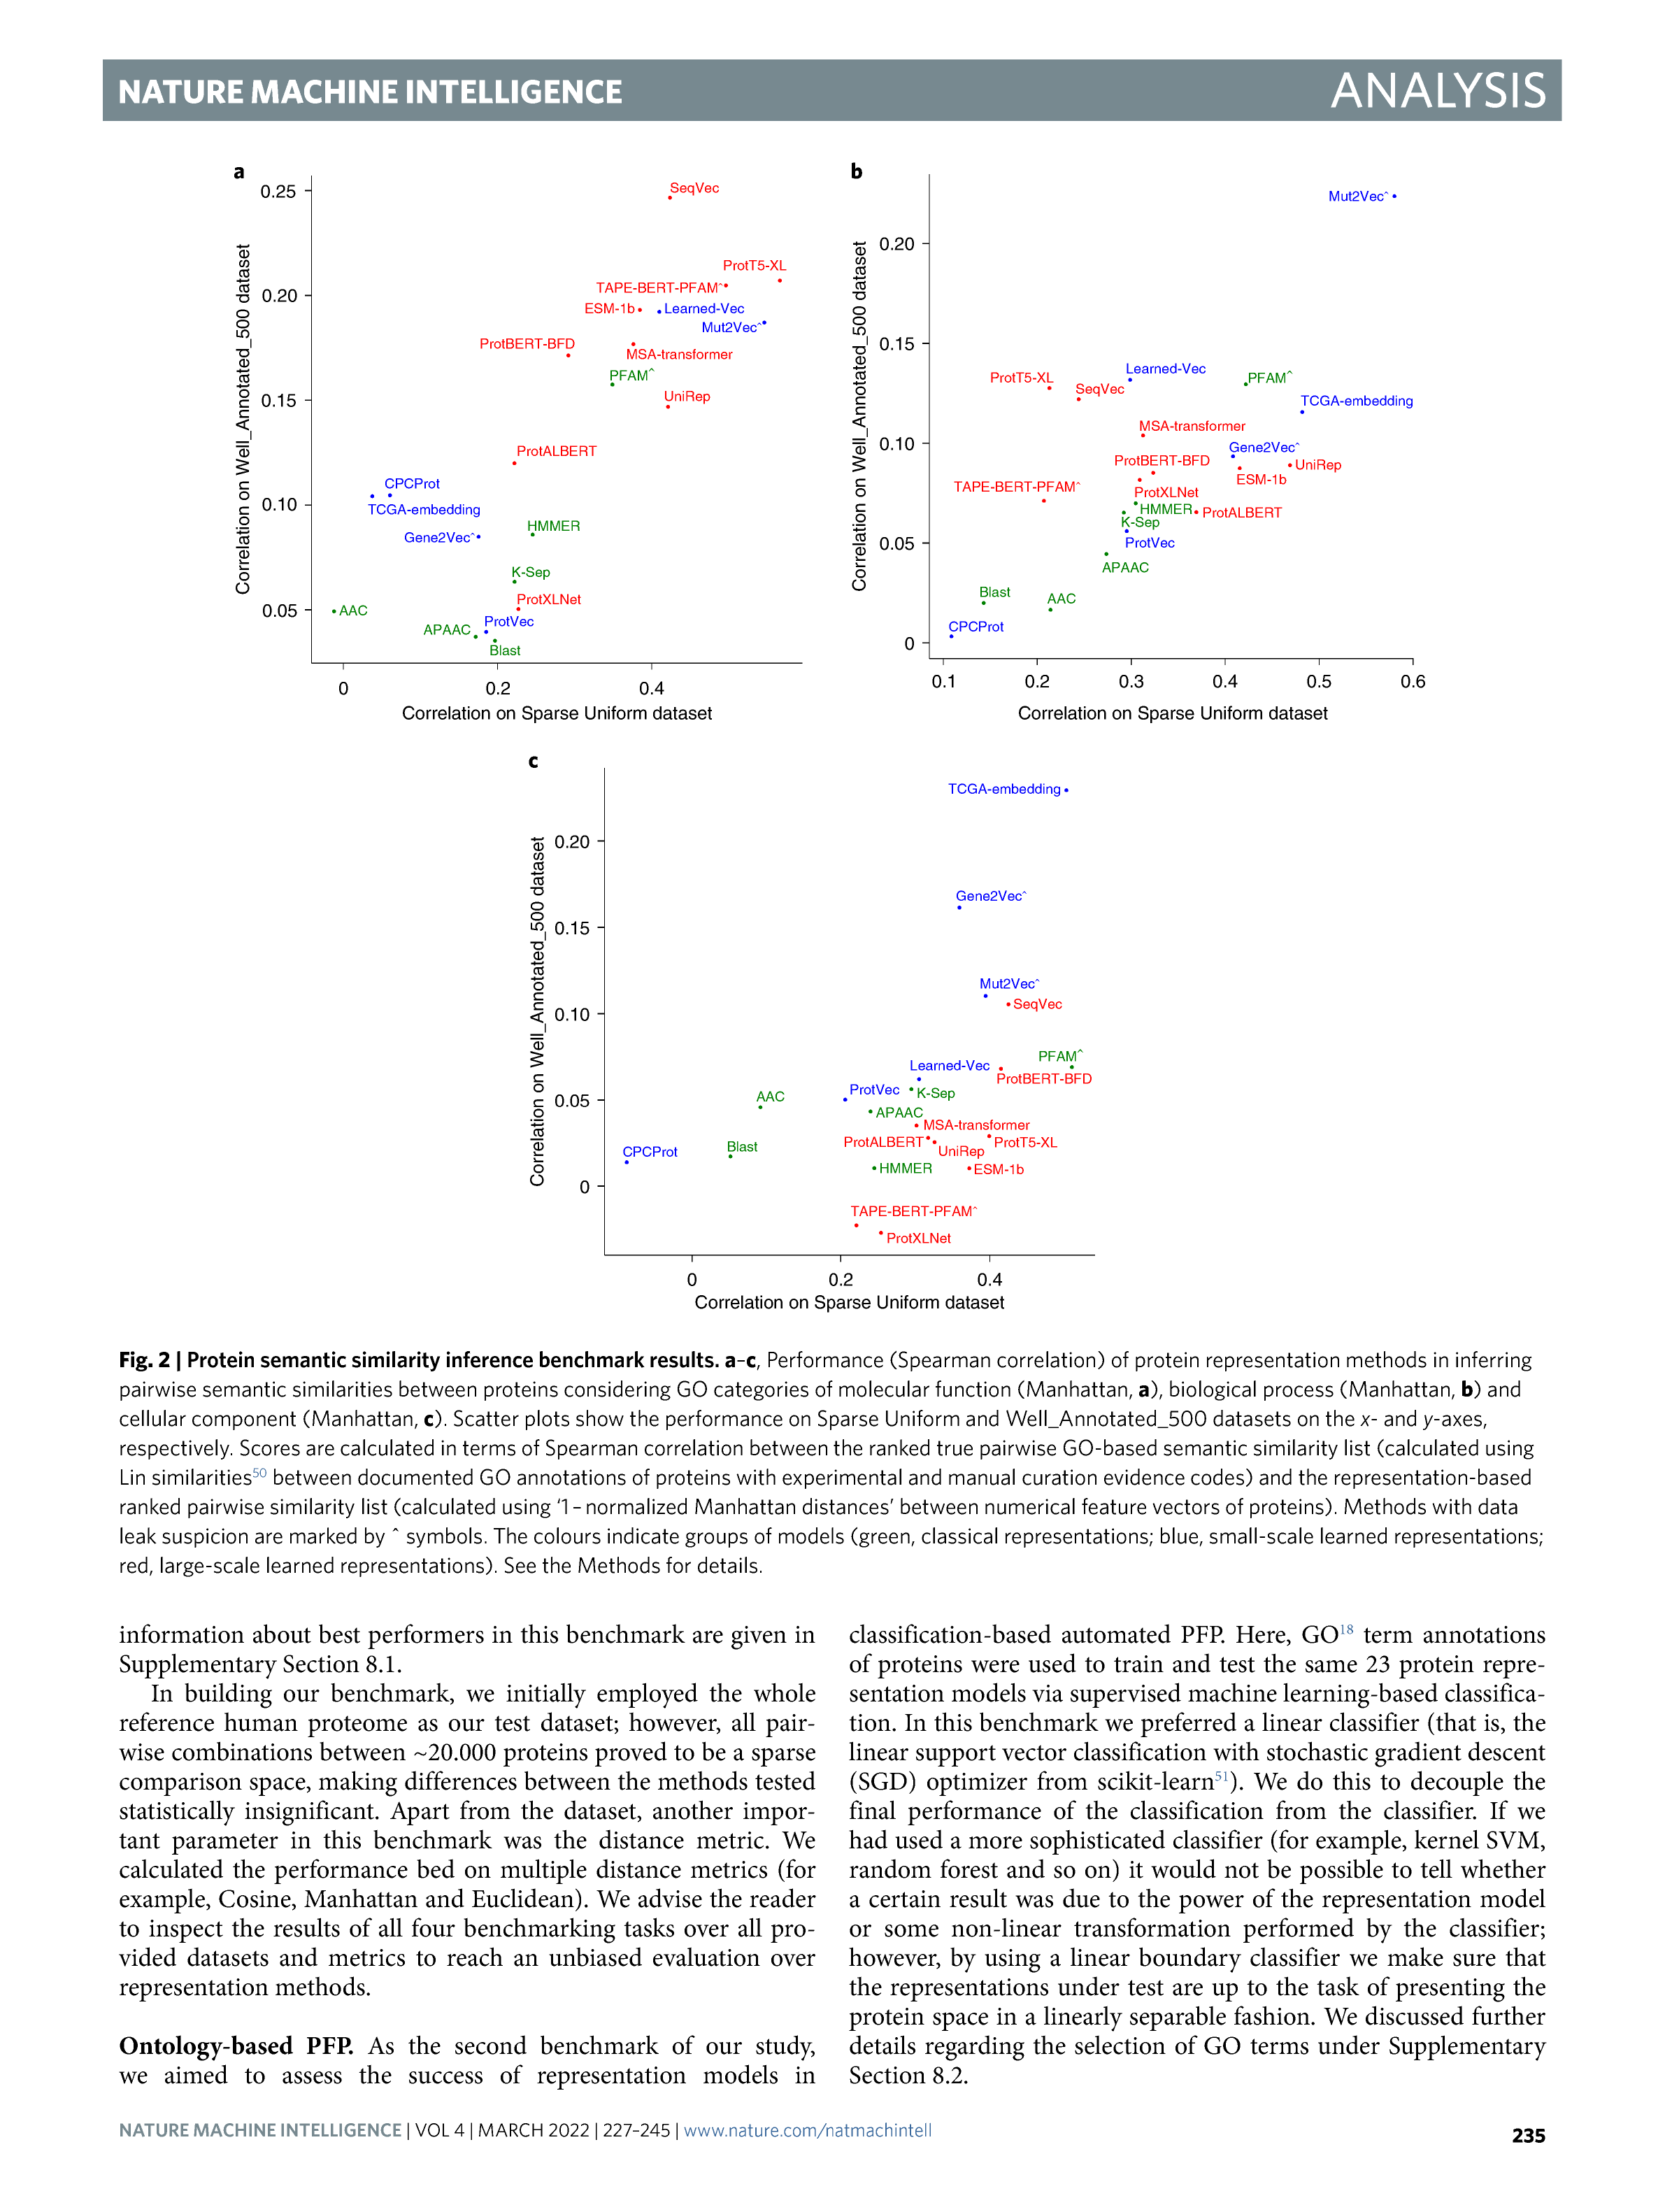 NATURE MACHINE INTELLIGENCE
ANALYSIS
a
Correlation on Well_Annotated_500 dataset
0.25
0.20
0.15
0.10
0.05
SeqVec
ProtT5-XL
TAPE-BERT-PFAM^
ESM-1b
Learned-Vec
Mut2Vec^
ProtBERT-BFD
MSA-transformer
PFAM^
UniRep
ProtALBERT
CPCProt
TCGA-embedding
HMMER
Gene2Vec^
K-Sep
ProtXLNet
AAC
ProtVec
APAAC
Blast
0
0.2
0.4
Correlation on Sparse Uniform dataset
b
Correlation on Well_Annotated_500 dataset
0.20
0.15
0.10
0.05
0
Mut2Vec^
Learned-Vec
ProtT5-XL
PFAM^
SeqVec
TCGA-embedding
MSA-transformer
Gene2Vec^
ProtBERT-BFD
UniRep
ESM-1b
TAPE-BERT-PFAM^
ProtXLNet
HMMER
ProtALBERT
K-Sep
ProtVec
APAAC
Blast
AAC
CPCProt
0.1
0.2
0.3
0.4
0.5
0.6
Correlation on Sparse Uniform dataset
c
Correlation on Well_Annotated_500 dataset
0.20
0.15
0.10
0.05
0
TCGA-embedding
Gene2Vec^
Mut2Vec^
SeqVec
PFAM^
Learned-Vec
ProtBERT-BFD
ProtVec
K-Sep
AAC
APAAC
MSA-transformer
ProtALBERT
ProtT5-XL
Blast
UniRep
CPCProt
HMMER
ESM-1b
TAPE-BERT-PFAM^
ProtXLNet
0
0.2
0.4
Correlation on Sparse Uniform dataset
Fig. 2 | Protein semantic similarity inference benchmark results. a–c, Performance (Spearman correlation) of protein representation methods in inferring
pairwise semantic similarities between proteins considering GO categories of molecular function (Manhattan, a), biological process (Manhattan, b) and
cellular component (Manhattan, c). Scatter plots show the performance on Sparse Uniform and Well_Annotated_500 datasets on the x- and y-axes,
respectively. Scores are calculated in terms of Spearman correlation between the ranked true pairwise GO-based semantic similarity list (calculated using
Lin similarities50 between documented GO annotations of proteins with experimental and manual curation evidence codes) and the representation-based
ranked pairwise similarity list (calculated using ‘1 – normalized Manhattan distances’ between numerical feature vectors of proteins). Methods with data
leak suspicion are marked by ^ symbols. The colours indicate groups of models (green, classical representations; blue, small-scale learned representations;
red, large-scale learned representations). See the Methods for details.
information about best performers in this benchmark are given in
Supplementary Section 8.1.
In building our benchmark, we initially employed the whole
reference human proteome as our test dataset; however, all pair-
wise combinations between ~20.000 proteins proved to be a sparse
comparison space, making differences between the methods tested
statistically insignificant. Apart from the dataset, another impor-
tant parameter in this benchmark was the distance metric. We
calculated the performance bed on multiple distance metrics (for
example, Cosine, Manhattan and Euclidean). We advise the reader
to inspect the results of all four benchmarking tasks over all pro-
vided datasets and metrics to reach an unbiased evaluation over
representation methods.
Ontology-based PFP. As the second benchmark of our study,
we aimed to assess the success of representation models in
classification-based automated PFP. Here, GO18 term annotations
of proteins were used to train and test the same 23 protein repre-
sentation models via supervised machine learning-based classifica-
tion. In this benchmark we preferred a linear classifier (that is, the
linear support vector classification with stochastic gradient descent
(SGD) optimizer from scikit-learn51). We do this to decouple the
final performance of the classification from the classifier. If we
had used a more sophisticated classifier (for example, kernel SVM,
random forest and so on) it would not be possible to tell whether
a certain result was due to the power of the representation model
or some non-linear transformation performed by the classifier;
however, by using a linear boundary classifier we make sure that
the representations under test are up to the task of presenting the
protein space in a linearly separable fashion. We discussed further
details regarding the selection of GO terms under Supplementary
Section 8.2.
NATURE MACHINE INTELLIGENCE | VOL 4 | MARCH 2022 | 227–245 | www.nature.com/natmachintell
235